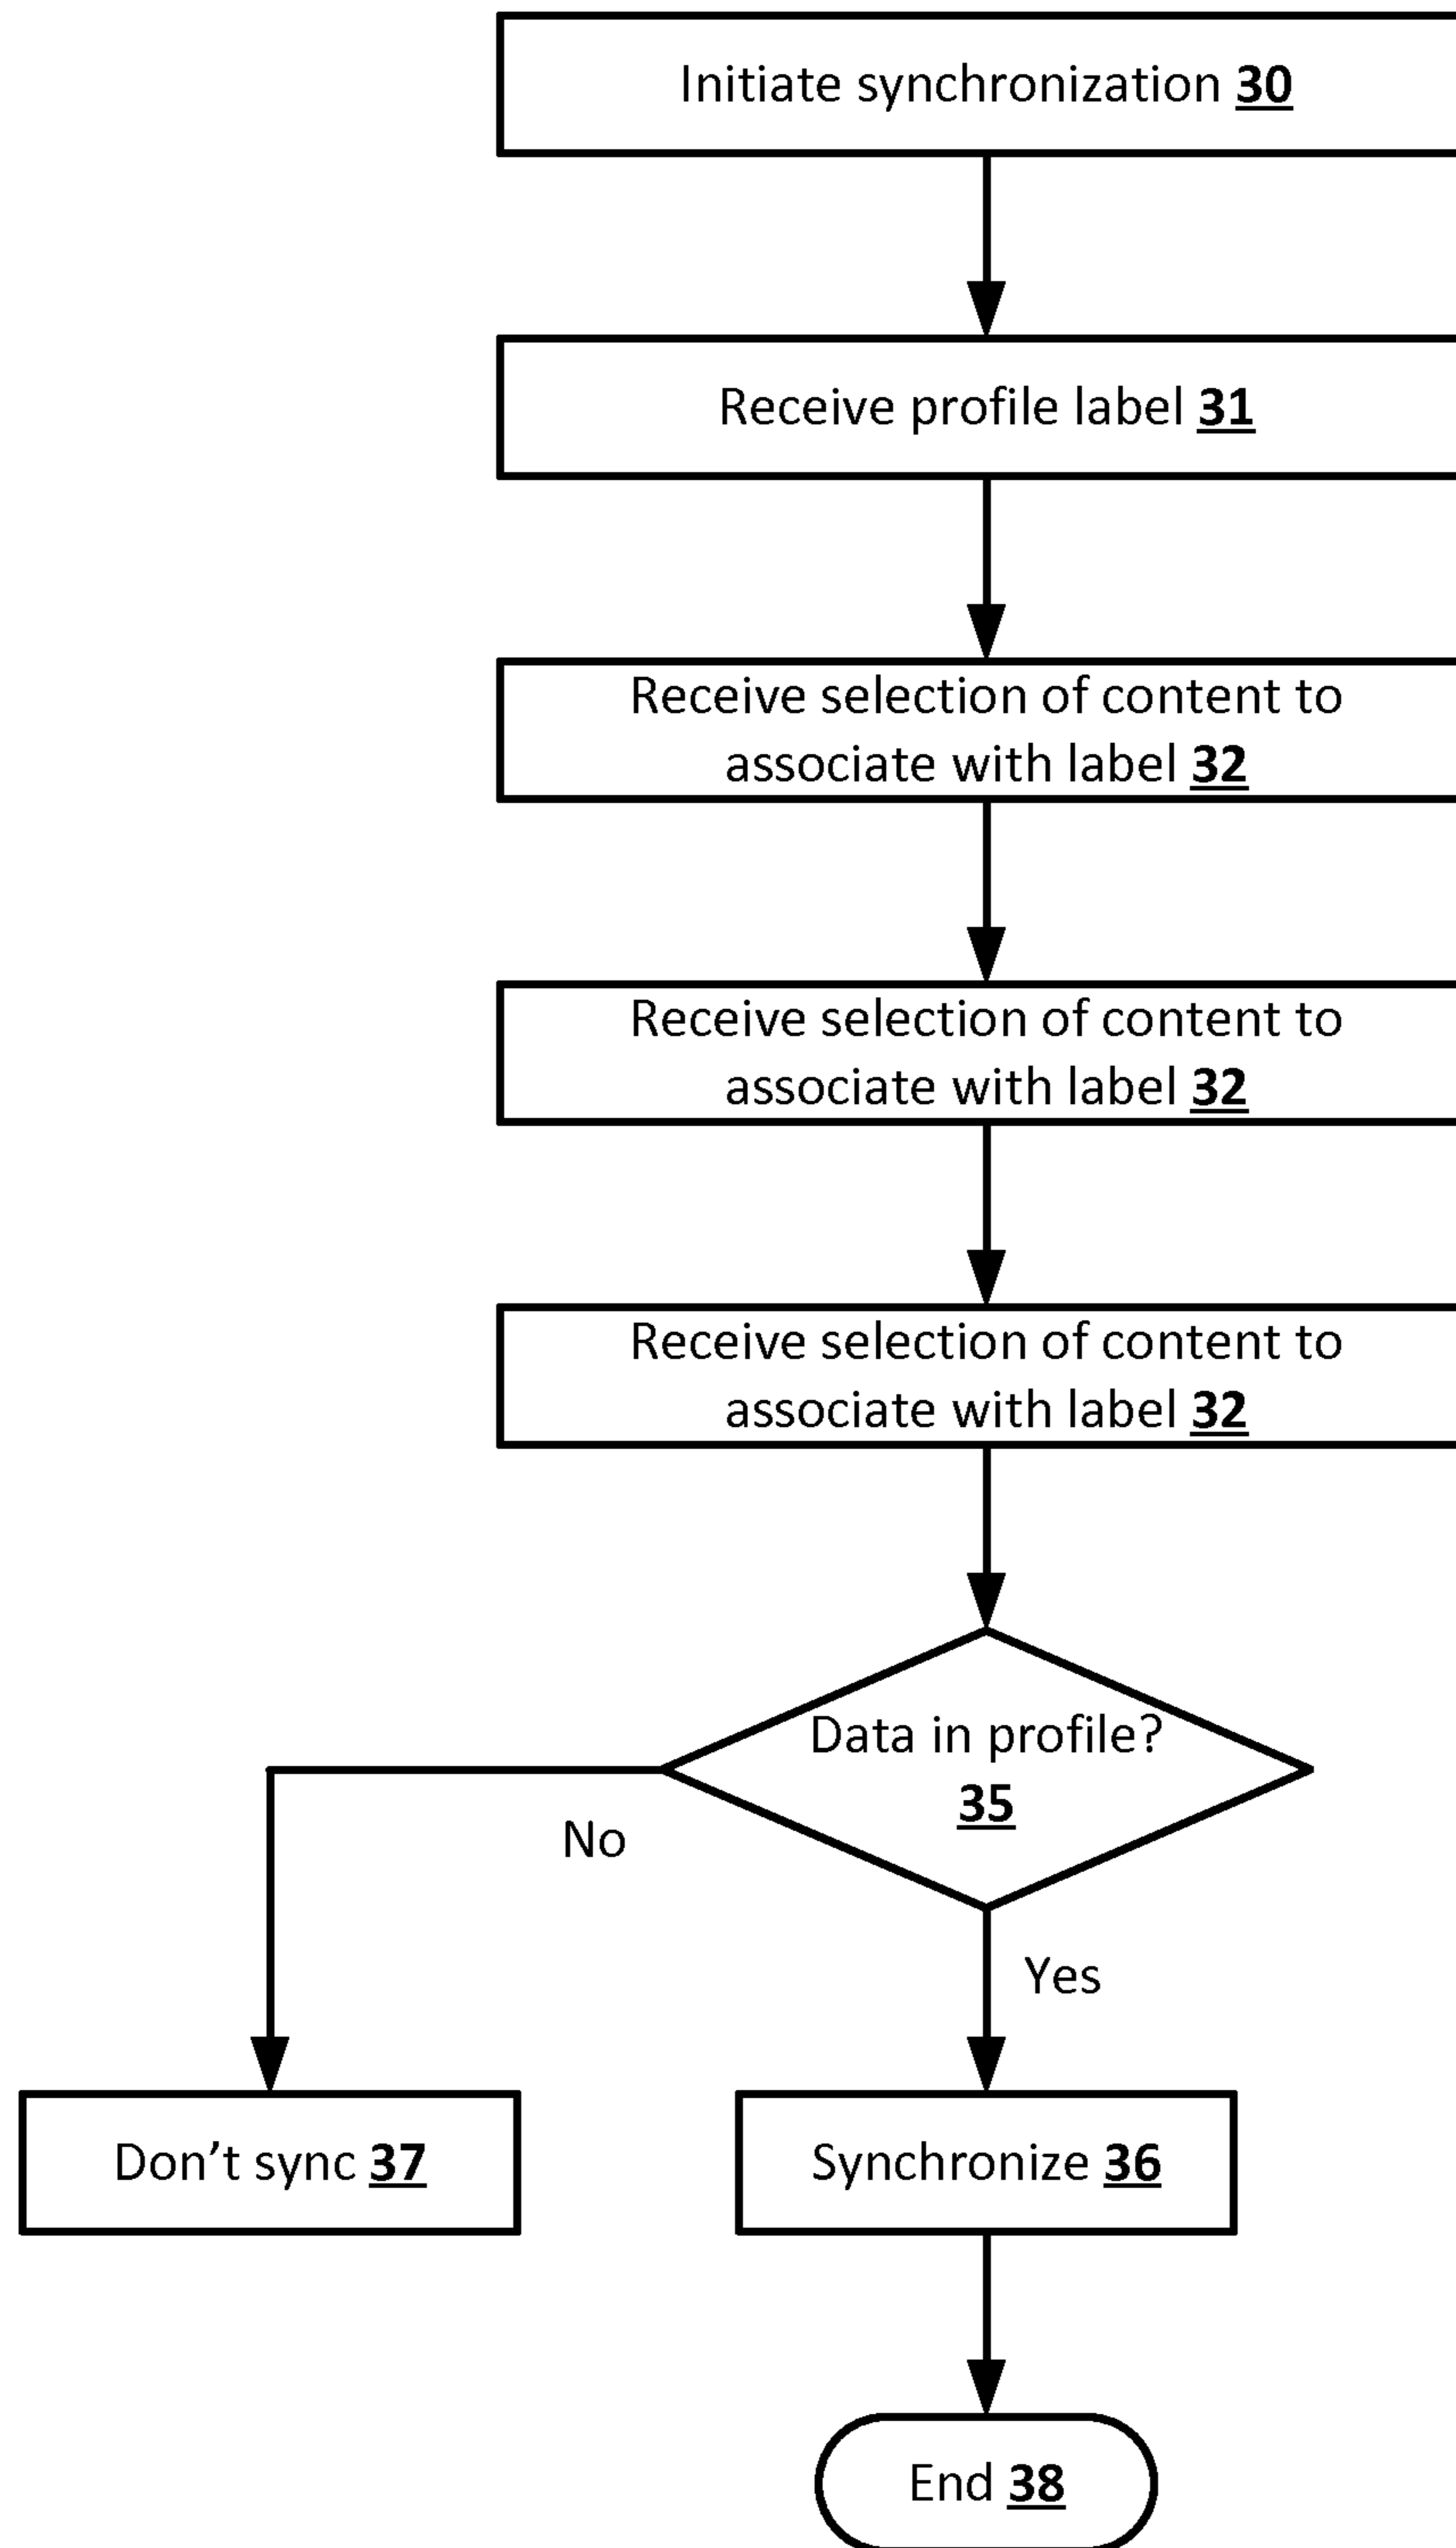 Initiate synchronization 30
Receive profile label 31
Receive selection of content to
associate with label 32
Receive selection of content to
associate with label 32
Receive selection of content to
associate with label 32
Data in profile?
35
No
Yes
Don’t sync 37
Synchronize 36
End 38